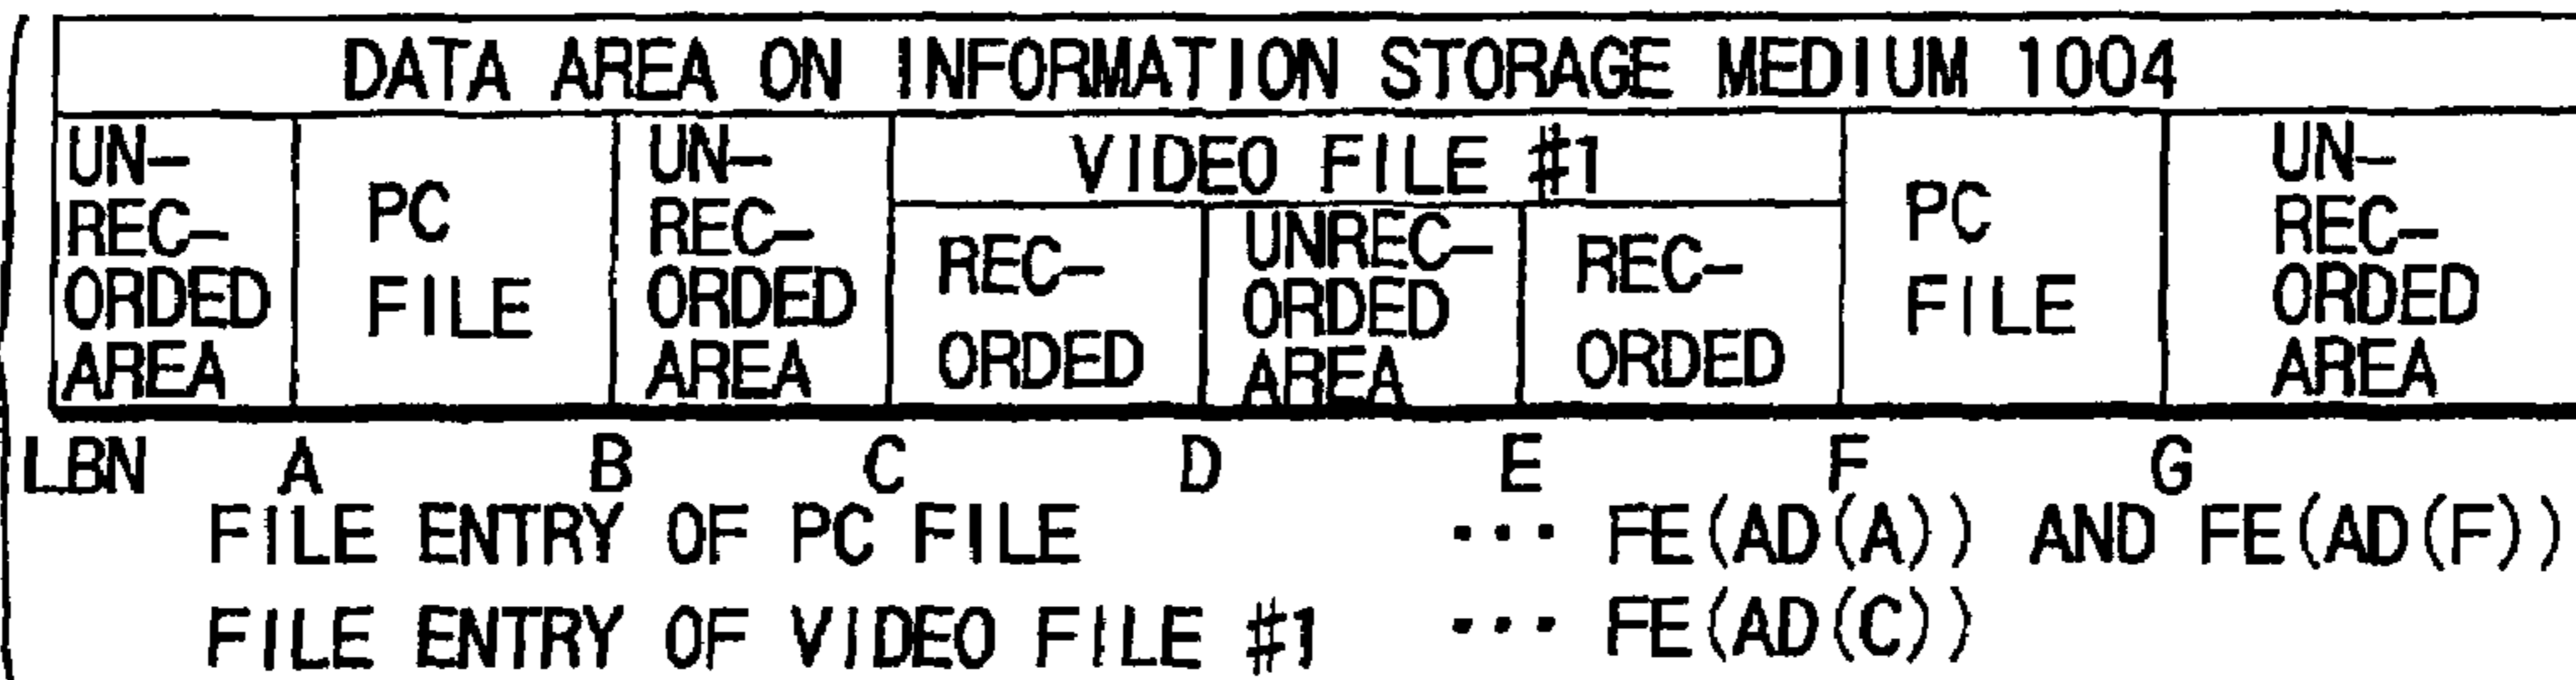 DATA AREA ON INFORMATION STORAGE MEDIUM 1004
UN-
REC-
ORDED
AREA
PC
FILE
UN-
REC-
ORDED
AREA
VIDEO FILE #1
REC-
ORDED
UNREC-
ORDED
AREA
REC-
ORDED
PC
FILE
UN-
REC-
ORDED
AREA
LBN A B C D E F G
FILE ENTRY OF PC FILE ··· FE(AD(A)) AND FE(AD(F))
FILE ENTRY OF VIDEO FILE #1 ··· FE(AD(C))